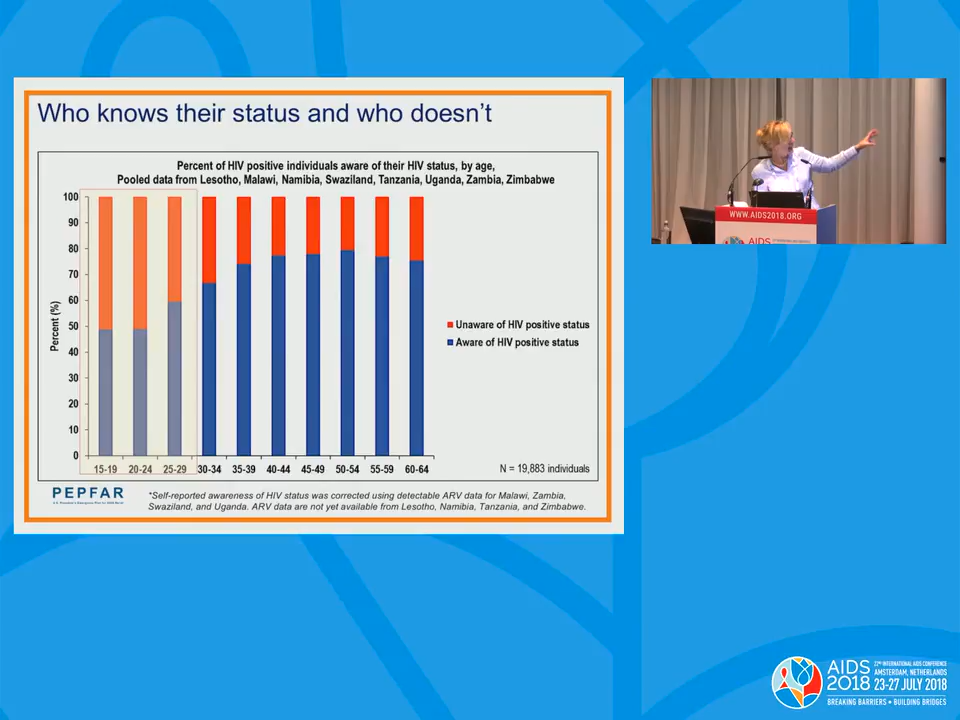 Who knows their status and who doesn't
Percent of HIV positive individuals aware of their HIV status, by age,
Pooled data from Lesotho, Malawi, Namibia, Swaziland, Tanzania, Uganda, Zambia, Zimbabwe
100
90
80
70
60
50
40
30
20
10
0
Percent (%)
15-19 20-24 25-29 30-34 35-39 40-44 45-49 50-54 55-59 60-64
Unaware of HIV positive status
Aware of HIV positive status
N = 19,883 individuals
PEPFAR
*Self-reported awareness of HIV status was corrected using detectable ARV data for Malawi, Zambia,
Swaziland, and Uganda. ARV data are not yet available from Lesotho, Namibia, Tanzania, and Zimbabwe.
WWW.AIDS2018.ORG
AIDS
AIDS 2018
22ND INTERNATIONAL AIDS CONFERENCE
AMSTERDAM, NETHERLANDS
23-27 JULY 2018
BREAKING BARRIERS • BUILDING BRIDGES